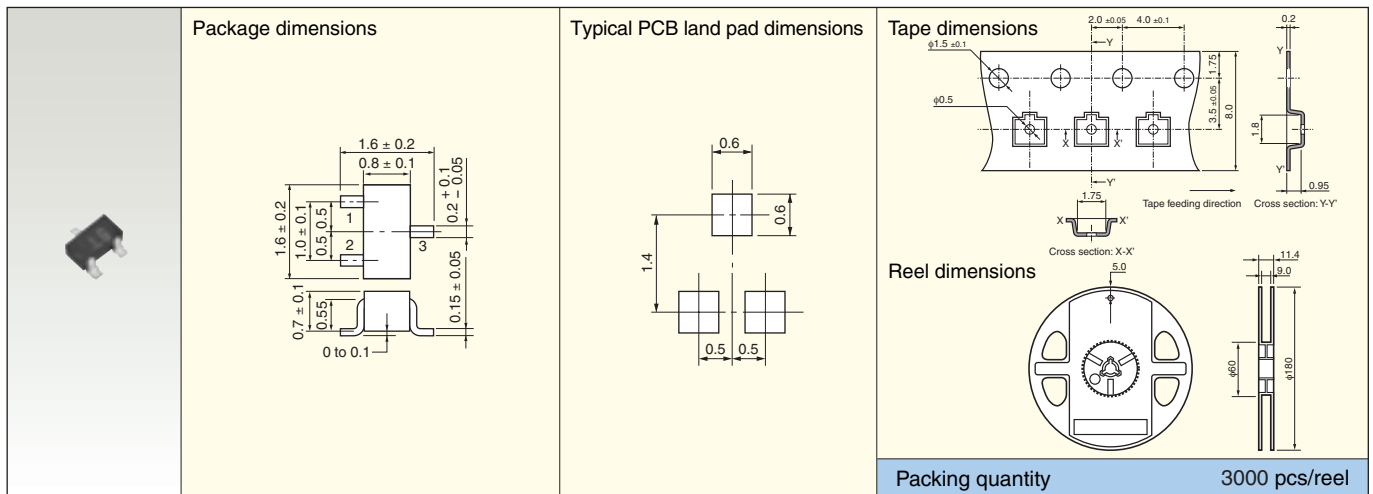 Package dimensions
1.6 ± 0.2
0.8 ± 0.1
1.6 ± 0.2
1.0 ± 0.1
0.5 0.5
1
2
3
0.2 + 0.1 − 0.05
0.7 ± 0.1
0.55
0 to 0.1
0.15 ± 0.05
Typical PCB land pad dimensions
0.6
0.6
1.4
0.5
0.5
Tape dimensions
2.0 ±0.05
4.0 ±0.1
φ1.5 ±0.1
Y
φ0.5
1.75
3.5 ±0.05
8.0
X
X'
Y'
1.75
X
X'
Cross section: X-X'
Tape feeding direction
0.2
Y
1.8
Y'
0.95
Cross section: Y-Y'
Reel dimensions
5.0
11.4
9.0
φ60
φ180
Packing quantity 3000 pcs/reel